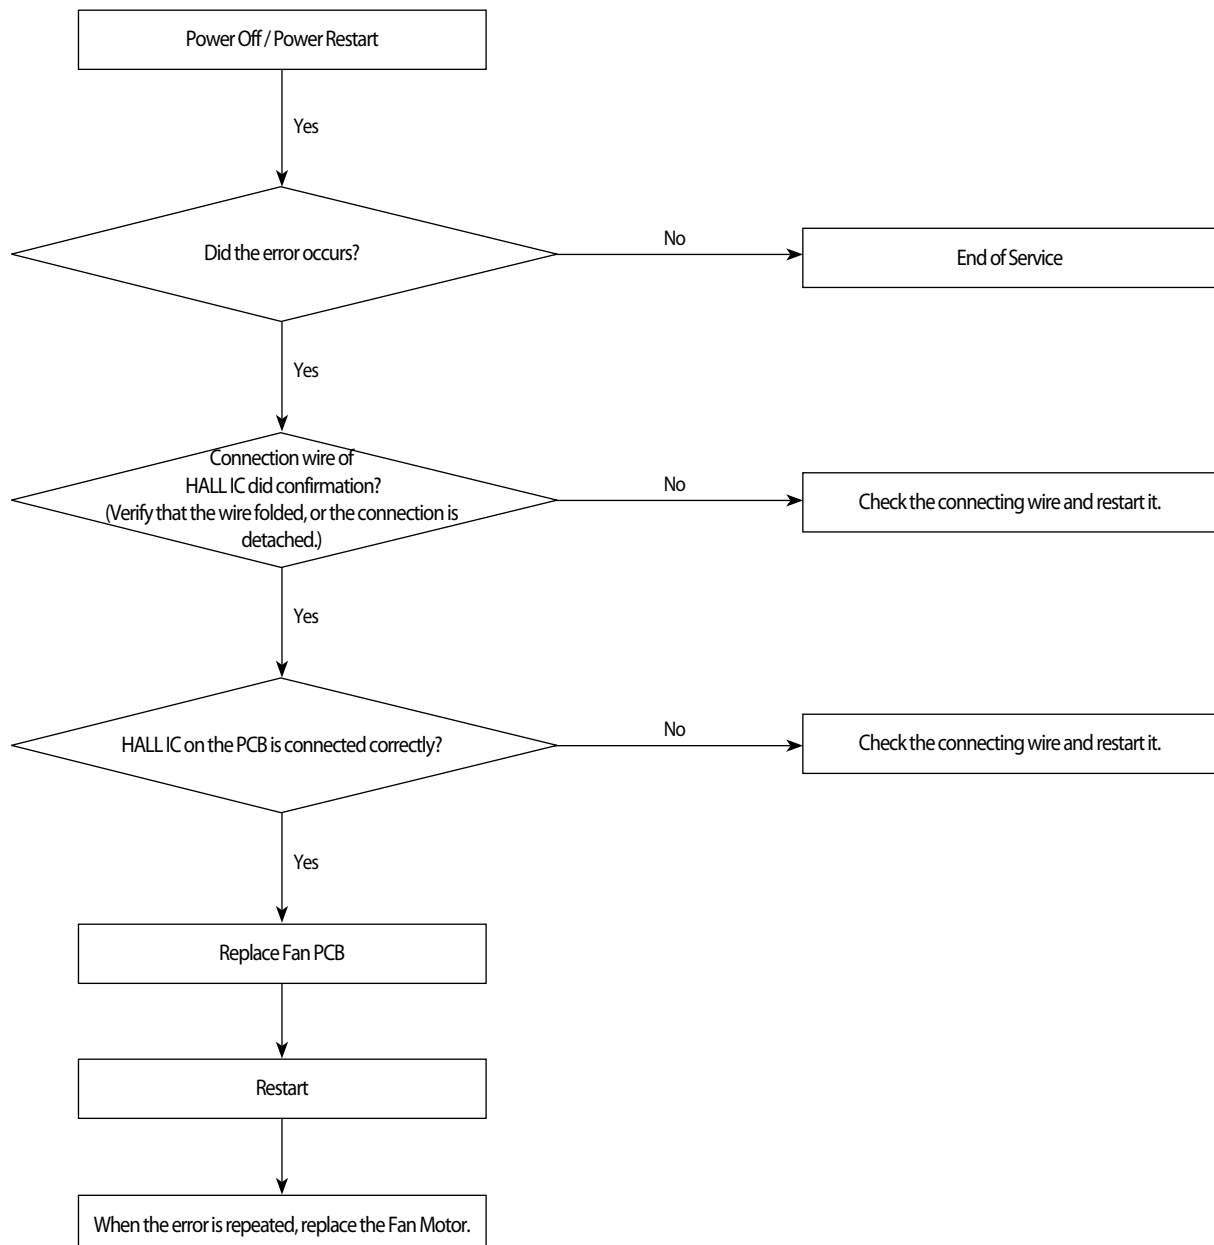 Power Off / Power Restart
Yes
Did the error occurs?
No
End of Service
Yes
Connection wire of
HALL IC did confirmation?
(Verify that the wire folded, or the connection is
detached.)
No
Check the connecting wire and restart it.
Yes
HALL IC on the PCB is connected correctly?
No
Check the connecting wire and restart it.
Yes
Replace Fan PCB
Restart
When the error is repeated, replace the Fan Motor.